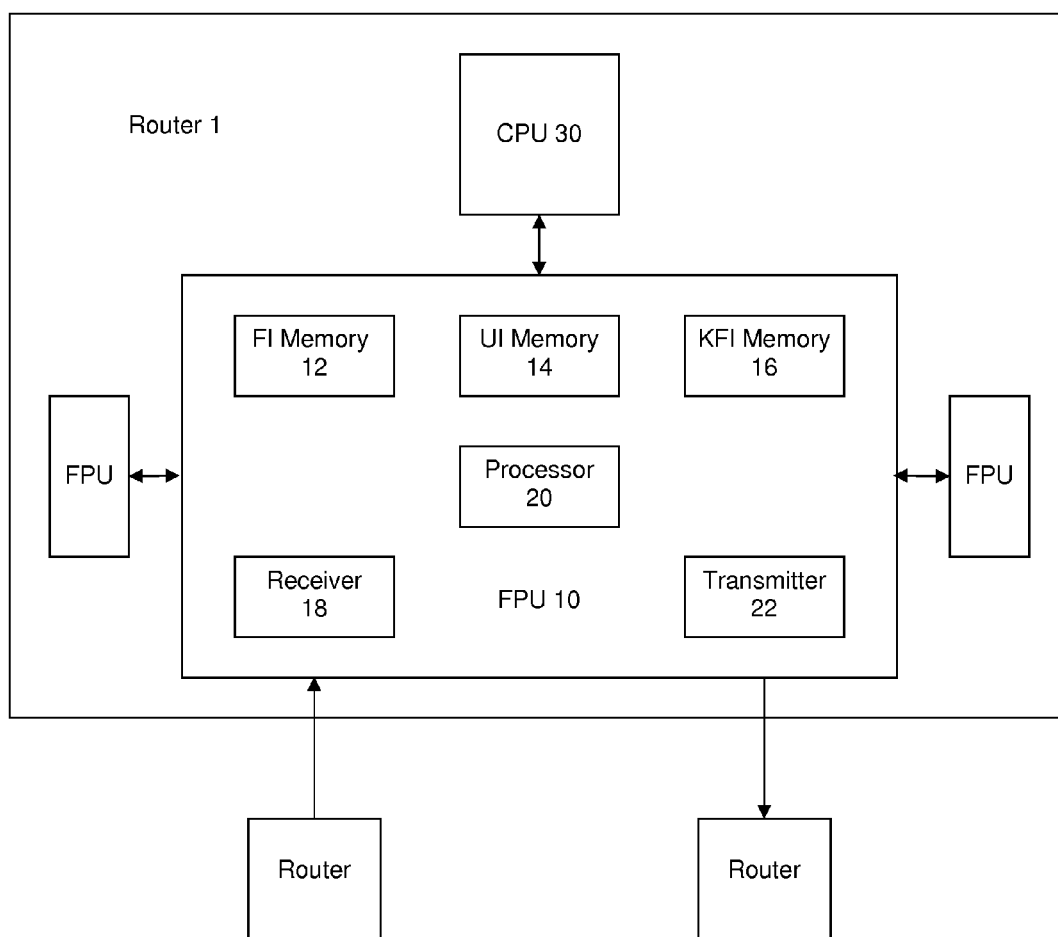 Router 1
CPU 30
FI Memory
12
UI Memory
14
KFI Memory
16
FPU
Processor
20
FPU
Receiver
18
FPU 10
Transmitter
22
Router
Router